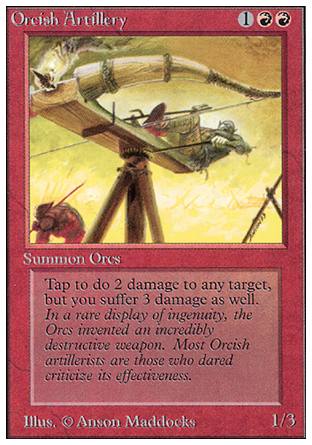 Orcish Artillery 1
Summon Orcs
Tap to do 2 damage to any target,
but you suffer 3 damage as well.
In a rare display of ingenuity, the
Orcs invented an incredibly
destructive weapon. Most Orcish
artillerists are those who dared
criticize its effectiveness.
Illus. © Anson Maddocks 1/3